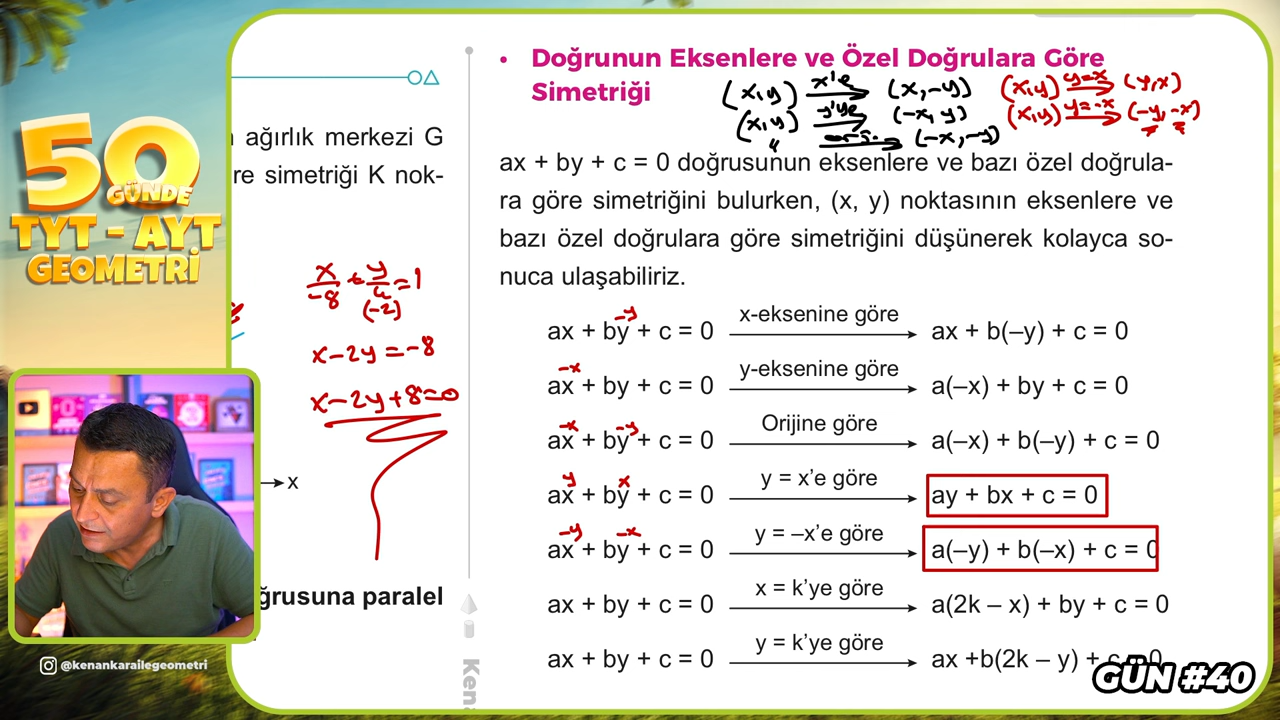 50
GÜNDE
TYT - AYT
GEOMETRİ
ağırlık merkezi G
re simetriği K nok-
x/-8 + y/4 = 1
(-2)
x-2y = -8
x-2y+8=0
x
ğrusuna paralel
@kenankarailegeometri
• Doğrunun Eksenlere ve Özel Doğrulara Göre
Simetriği
(x,y) x'e (x,-y) (x,y) y=x (y,x)
(x,y) y'ye (-x,y) (x,y) y=-x (-y,-x)
(-x,-y)
ax + by + c = 0 doğrusunun eksenlere ve bazı özel doğrula-
ra göre simetriğini bulurken, (x, y) noktasının eksenlere ve
bazı özel doğrulara göre simetriğini düşünerek kolayca so-
nuca ulaşabiliriz.
-y
ax + by + c = 0 x-eksenine göre ax + b(–y) + c = 0
-x
ax + by + c = 0 y-eksenine göre a(–x) + by + c = 0
-x -y
ax + by + c = 0 Orijine göre a(–x) + b(–y) + c = 0
y x
ax + by + c = 0 y = x'e göre ay + bx + c = 0
-y -x
ax + by + c = 0 y = –x'e göre a(–y) + b(–x) + c = 0
ax + by + c = 0 x = k'ye göre a(2k – x) + by + c = 0
ax + by + c = 0 y = k'ye göre ax +b(2k – y) + c = 0
Ken
GÜN #40